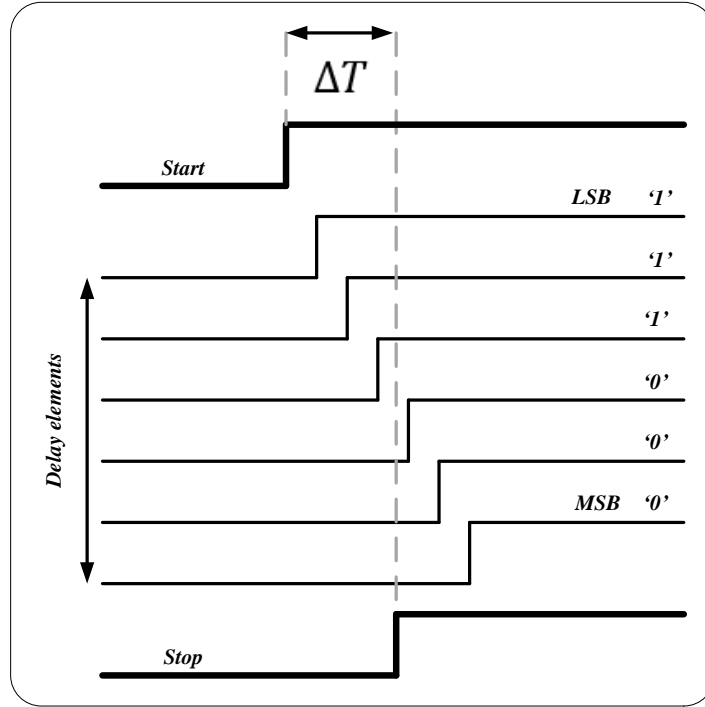 ΔT
Start
LSB ‘1’
‘1’
‘1’
‘0’
‘0’
MSB ‘0’
Delay elements
Stop